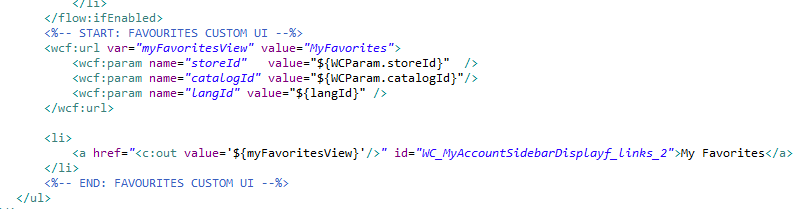 </li>
</flow:ifEnabled>
<%-- START: FAVOURITES CUSTOM UI --%>
<wcf:url var="myFavoritesView" value="MyFavorites">
<wcf:param name="storeId" value="${WCParam.storeId}" />
<wcf:param name="catalogId" value="${WCParam.catalogId}"/>
<wcf:param name="langId" value="${langId}" />
</wcf:url>
<li>
<a href="<c:out value='${myFavoritesView}'/>" id="WC_MyAccountSidebarDisplayf_links_2">My Favorites</a>
</li>
<%-- END: FAVOURITES CUSTOM UI --%>
</ul>